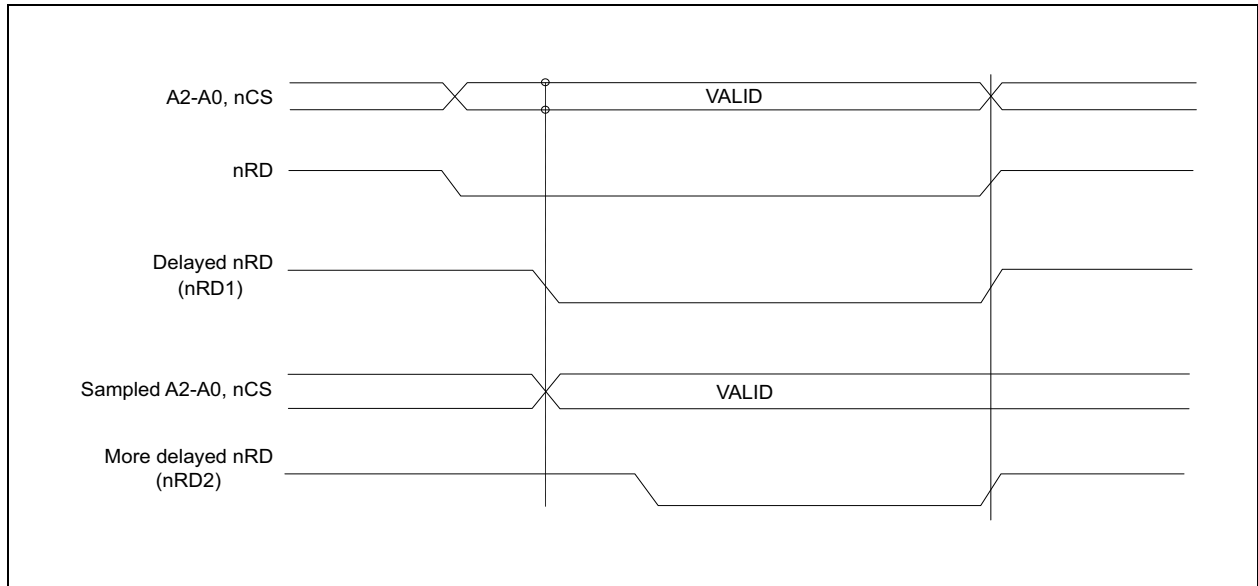 A2-A0, nCS
VALID
nRD
Delayed nRD
(nRD1)
Sampled A2-A0, nCS
VALID
More delayed nRD
(nRD2)